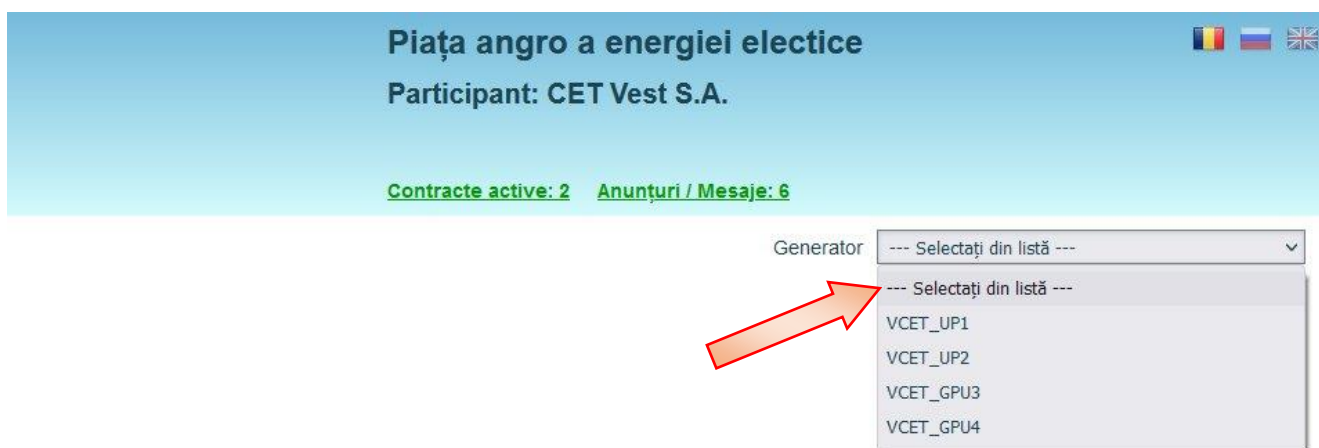 Piața angro a energiei electice
Participant: CET Vest S.A.
Contracte active: 2 Anunțuri / Mesaje: 6
Generator --- Selectați din listă ---
--- Selectați din listă ---
VCET_UP1
VCET_UP2
VCET_GPU3
VCET_GPU4